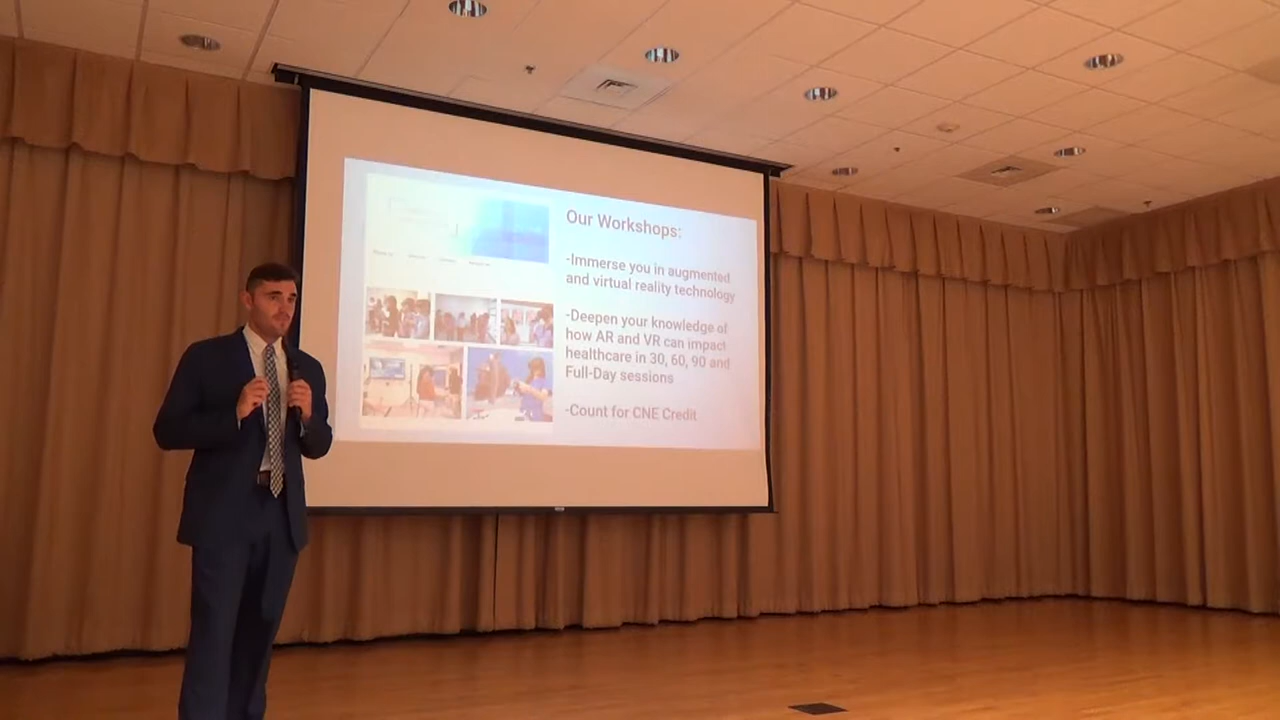 Our Workshops:
-Immerse you in augmented
and virtual reality technology
-Deepen your knowledge of
how AR and VR can impact
healthcare in 30, 60, 90 and
Full-Day sessions
-Count for CNE Credit